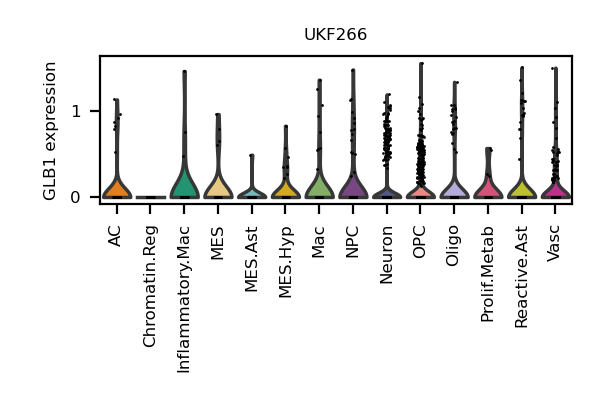 UKF266
GLB1 expression
1
0
AC
Chromatin.Reg
Inflammatory.Mac
MES
MES.Ast
MES.Hyp
Mac
NPC
Neuron
OPC
Oligo
Prolif.Metab
Reactive.Ast
Vasc